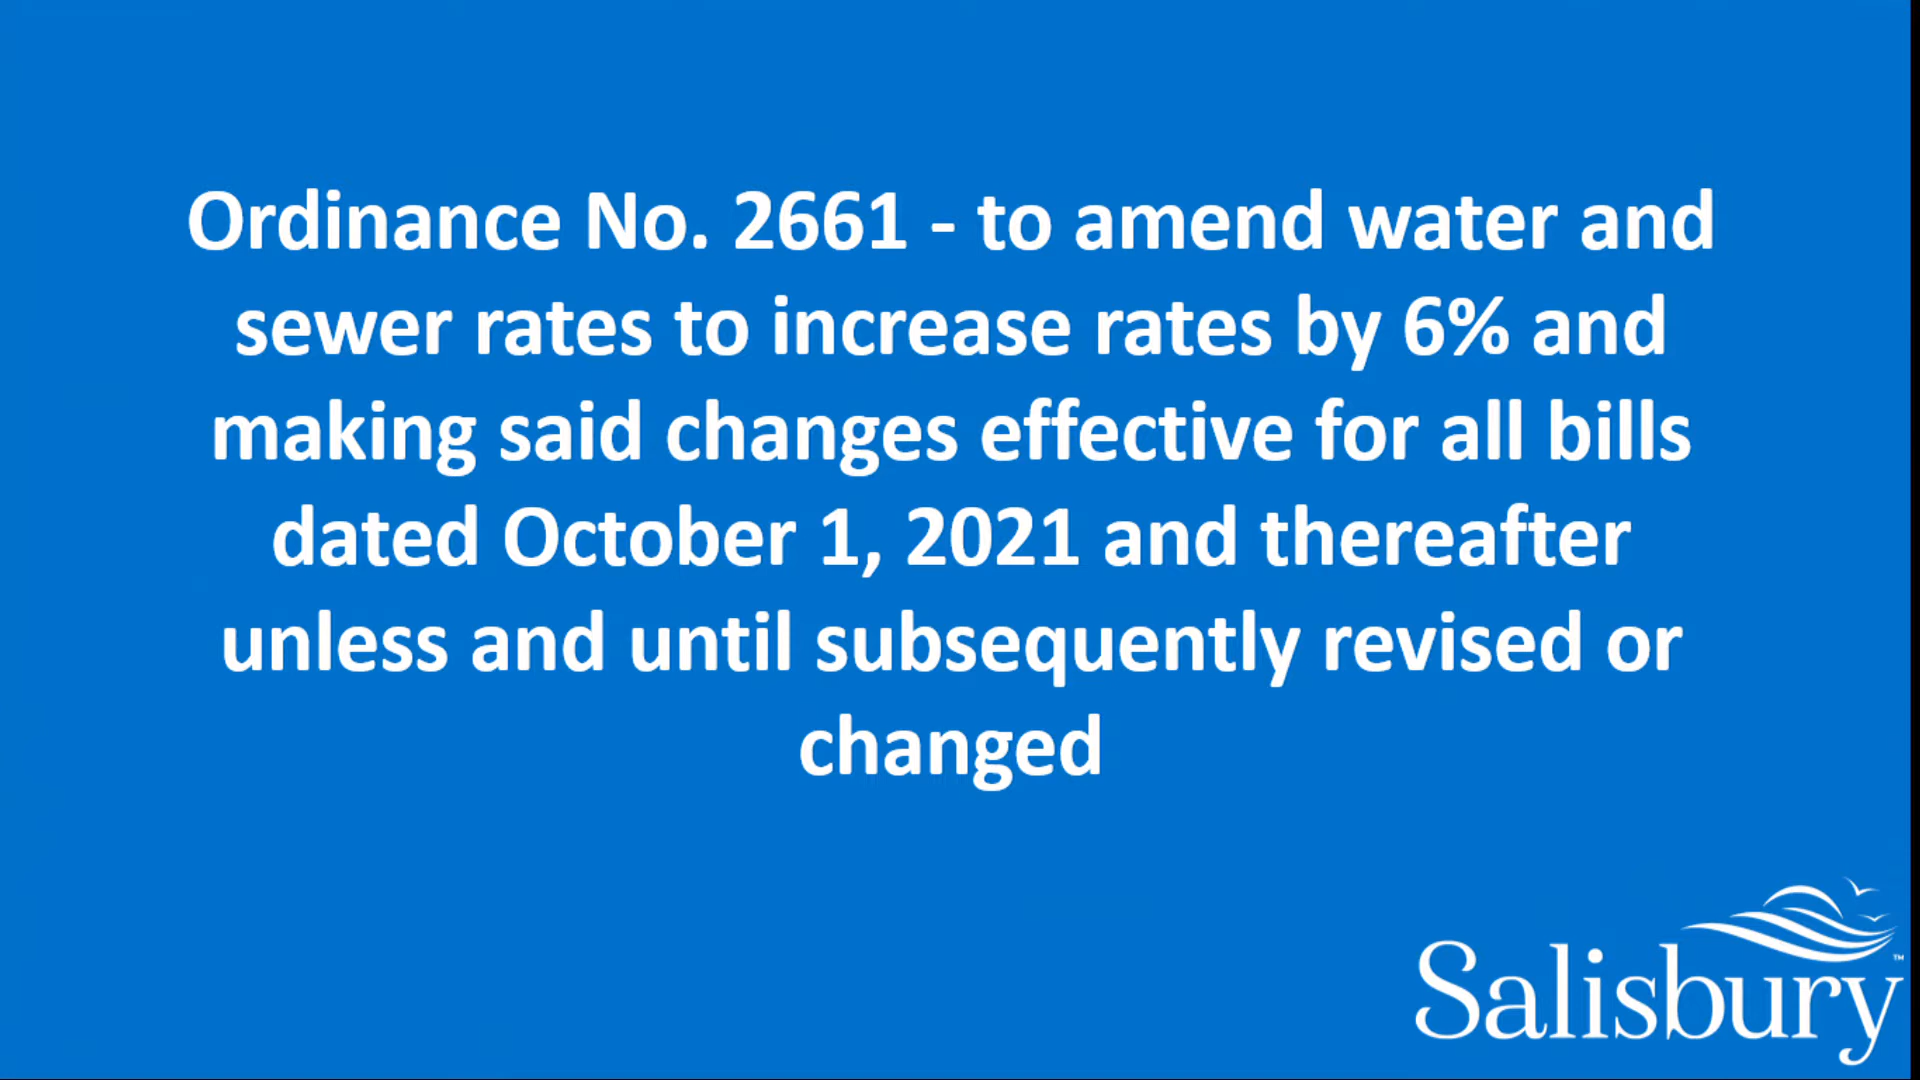 Ordinance No. 2661 - to amend water and
sewer rates to increase rates by 6% and
making said changes effective for all bills
dated October 1, 2021 and thereafter
unless and until subsequently revised or
changed
Salisbury™